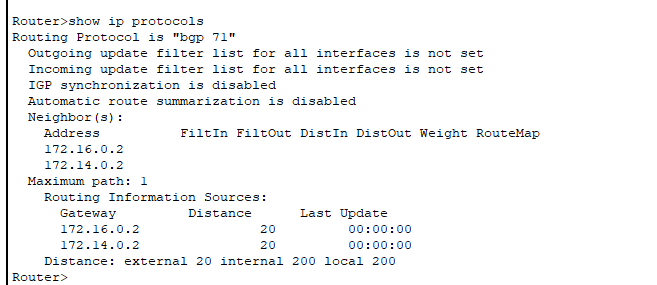 Router>show ip protocols
Routing Protocol is "bgp 71"
  Outgoing update filter list for all interfaces is not set
  Incoming update filter list for all interfaces is not set
  IGP synchronization is disabled
  Automatic route summarization is disabled
  Neighbor(s):
    Address          FiltIn FiltOut DistIn DistOut Weight RouteMap
    172.16.0.2
    172.14.0.2
  Maximum path: 1
    Routing Information Sources:
      Gateway         Distance      Last Update
      172.16.0.2               20         00:00:00
      172.14.0.2               20         00:00:00
    Distance: external 20 internal 200 local 200
Router>